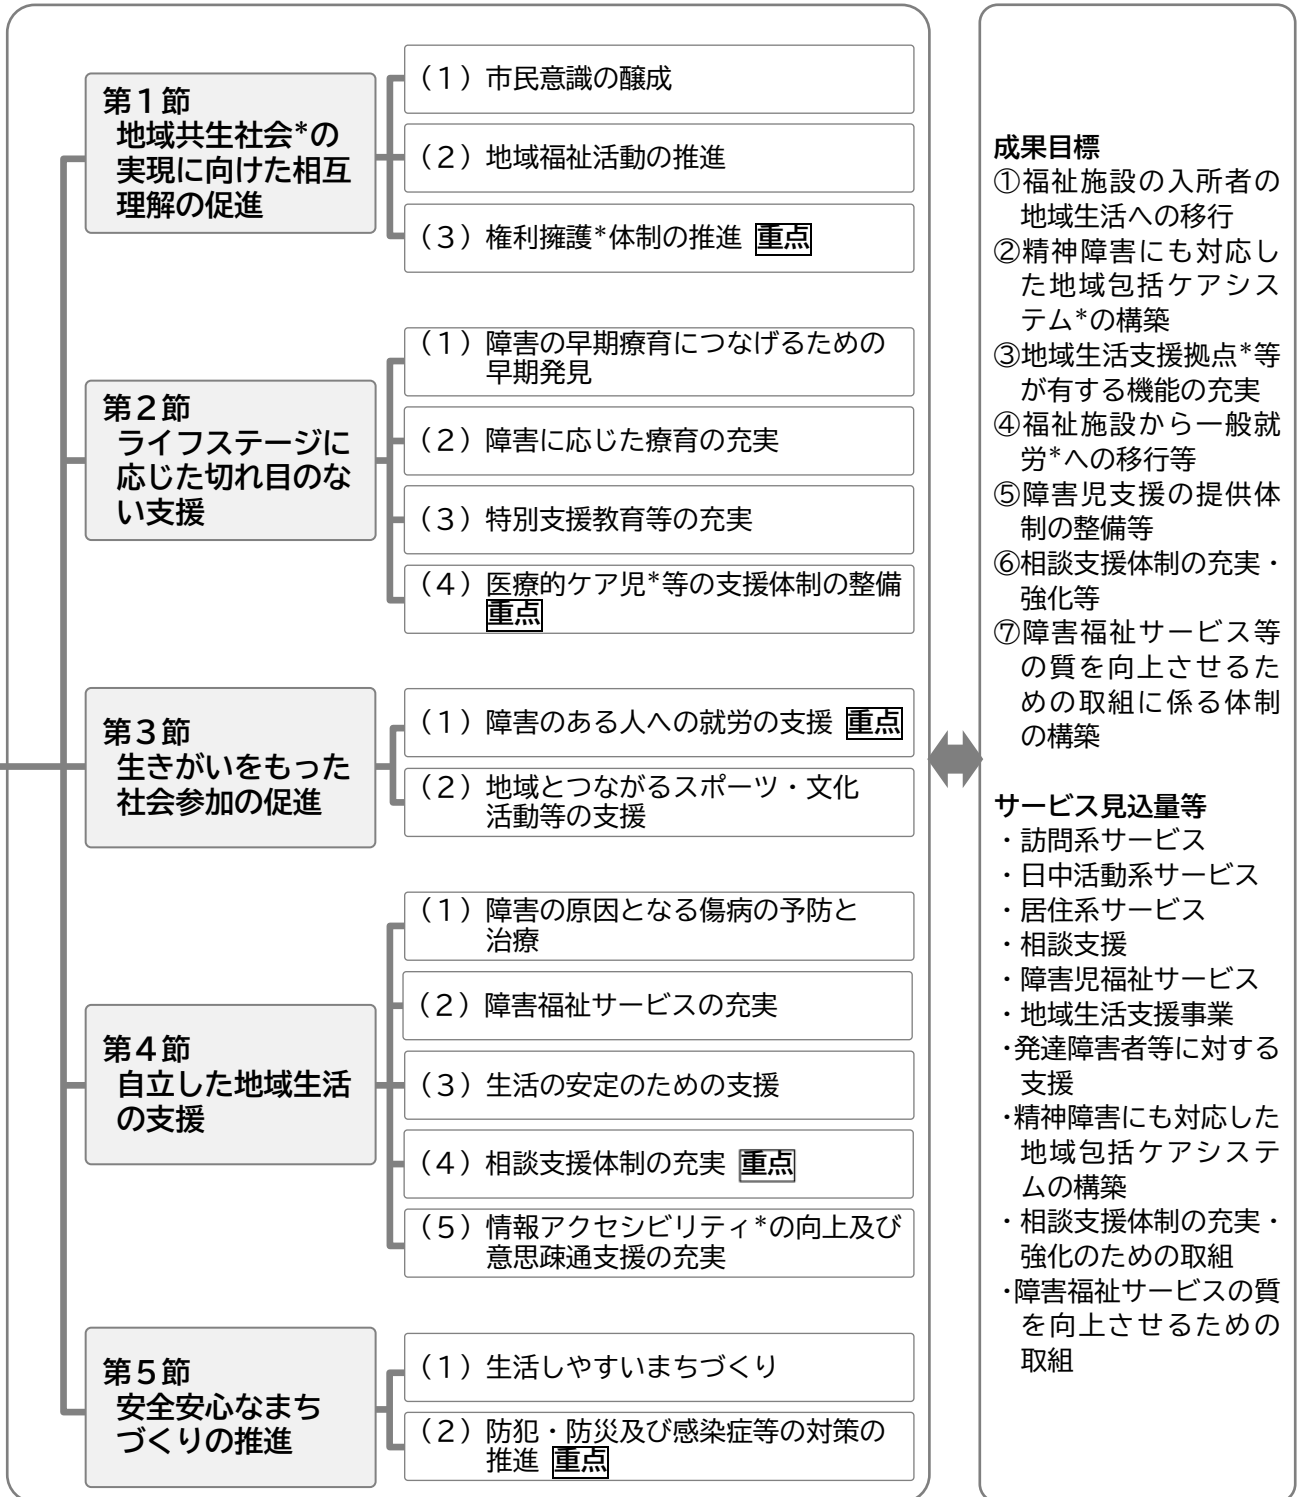 第1節
地域共生社会*の
実現に向けた相互
理解の促進
(1)市民意識の醸成
(2)地域福祉活動の推進
(3)権利擁護*体制の推進 重点
第2節
ライフステージに
応じた切れ目のな
い支援
(1)障害の早期療育につなげるための
早期発見
(2)障害に応じた療育の充実
(3)特別支援教育等の充実
(4)医療的ケア児*等の支援体制の整備
重点
第3節
生きがいをもった
社会参加の促進
(1)障害のある人への就労の支援 重点
(2)地域とつながるスポーツ・文化
活動等の支援
第4節
自立した地域生活
の支援
(1)障害の原因となる傷病の予防と
治療
(2)障害福祉サービスの充実
(3)生活の安定のための支援
(4)相談支援体制の充実 重点
(5)情報アクセシビリティ*の向上及び
意思疎通支援の充実
第5節
安全安心なまち
づくりの推進
(1)生活しやすいまちづくり
(2)防犯・防災及び感染症等の対策の
推進 重点
成果目標
①福祉施設の入所者の
地域生活への移行
②精神障害にも対応し
た地域包括ケアシス
テム*の構築
③地域生活支援拠点*等
が有する機能の充実
④福祉施設から一般就
労*への移行等
⑤障害児支援の提供体
制の整備等
⑥相談支援体制の充実・
強化等
⑦障害福祉サービス等
の質を向上させるた
めの取組に係る体制
の構築
サービス見込量等
・訪問系サービス
・日中活動系サービス
・居住系サービス
・相談支援
・障害児福祉サービス
・地域生活支援事業
・発達障害者等に対する
支援
・精神障害にも対応した
地域包括ケアシステ
ムの構築
・相談支援体制の充実・
強化のための取組
・障害福祉サービスの質
を向上させるための
取組